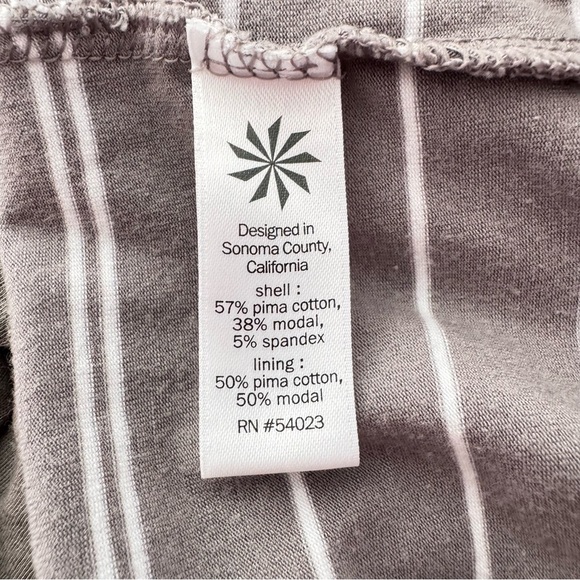 Designed in
Sonoma County,
California
shell :
57% pima cotton,
38% modal,
5% spandex
lining :
50% pima cotton,
50% modal
RN #54023